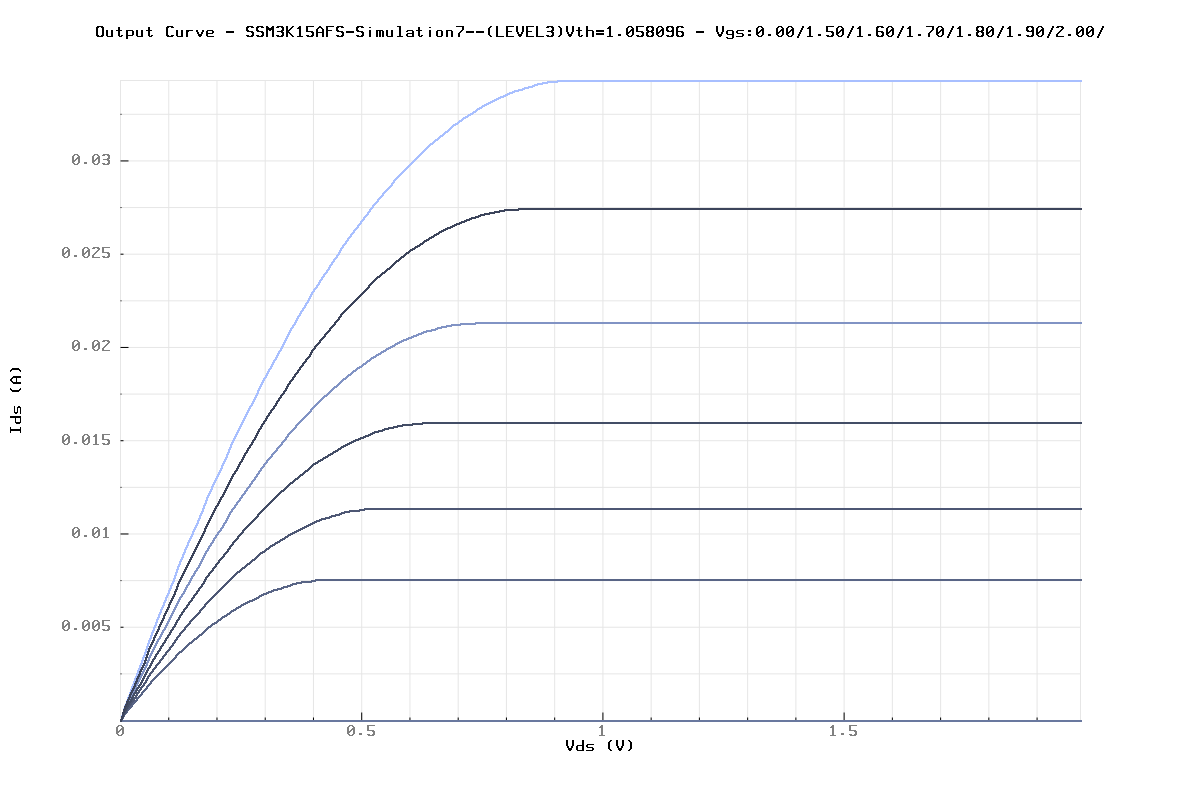 Output Curve - SSM3K15AFS-Simulation7--(LEVEL3)Vth=1.058096 - Vgs:0.00/1.50/1.60/1.70/1.80/1.90/2.00/
0.03
0.025
0.02
0.015
0.01
0.005
Ids (A)
0 0.5 1 1.5
Vds (V)